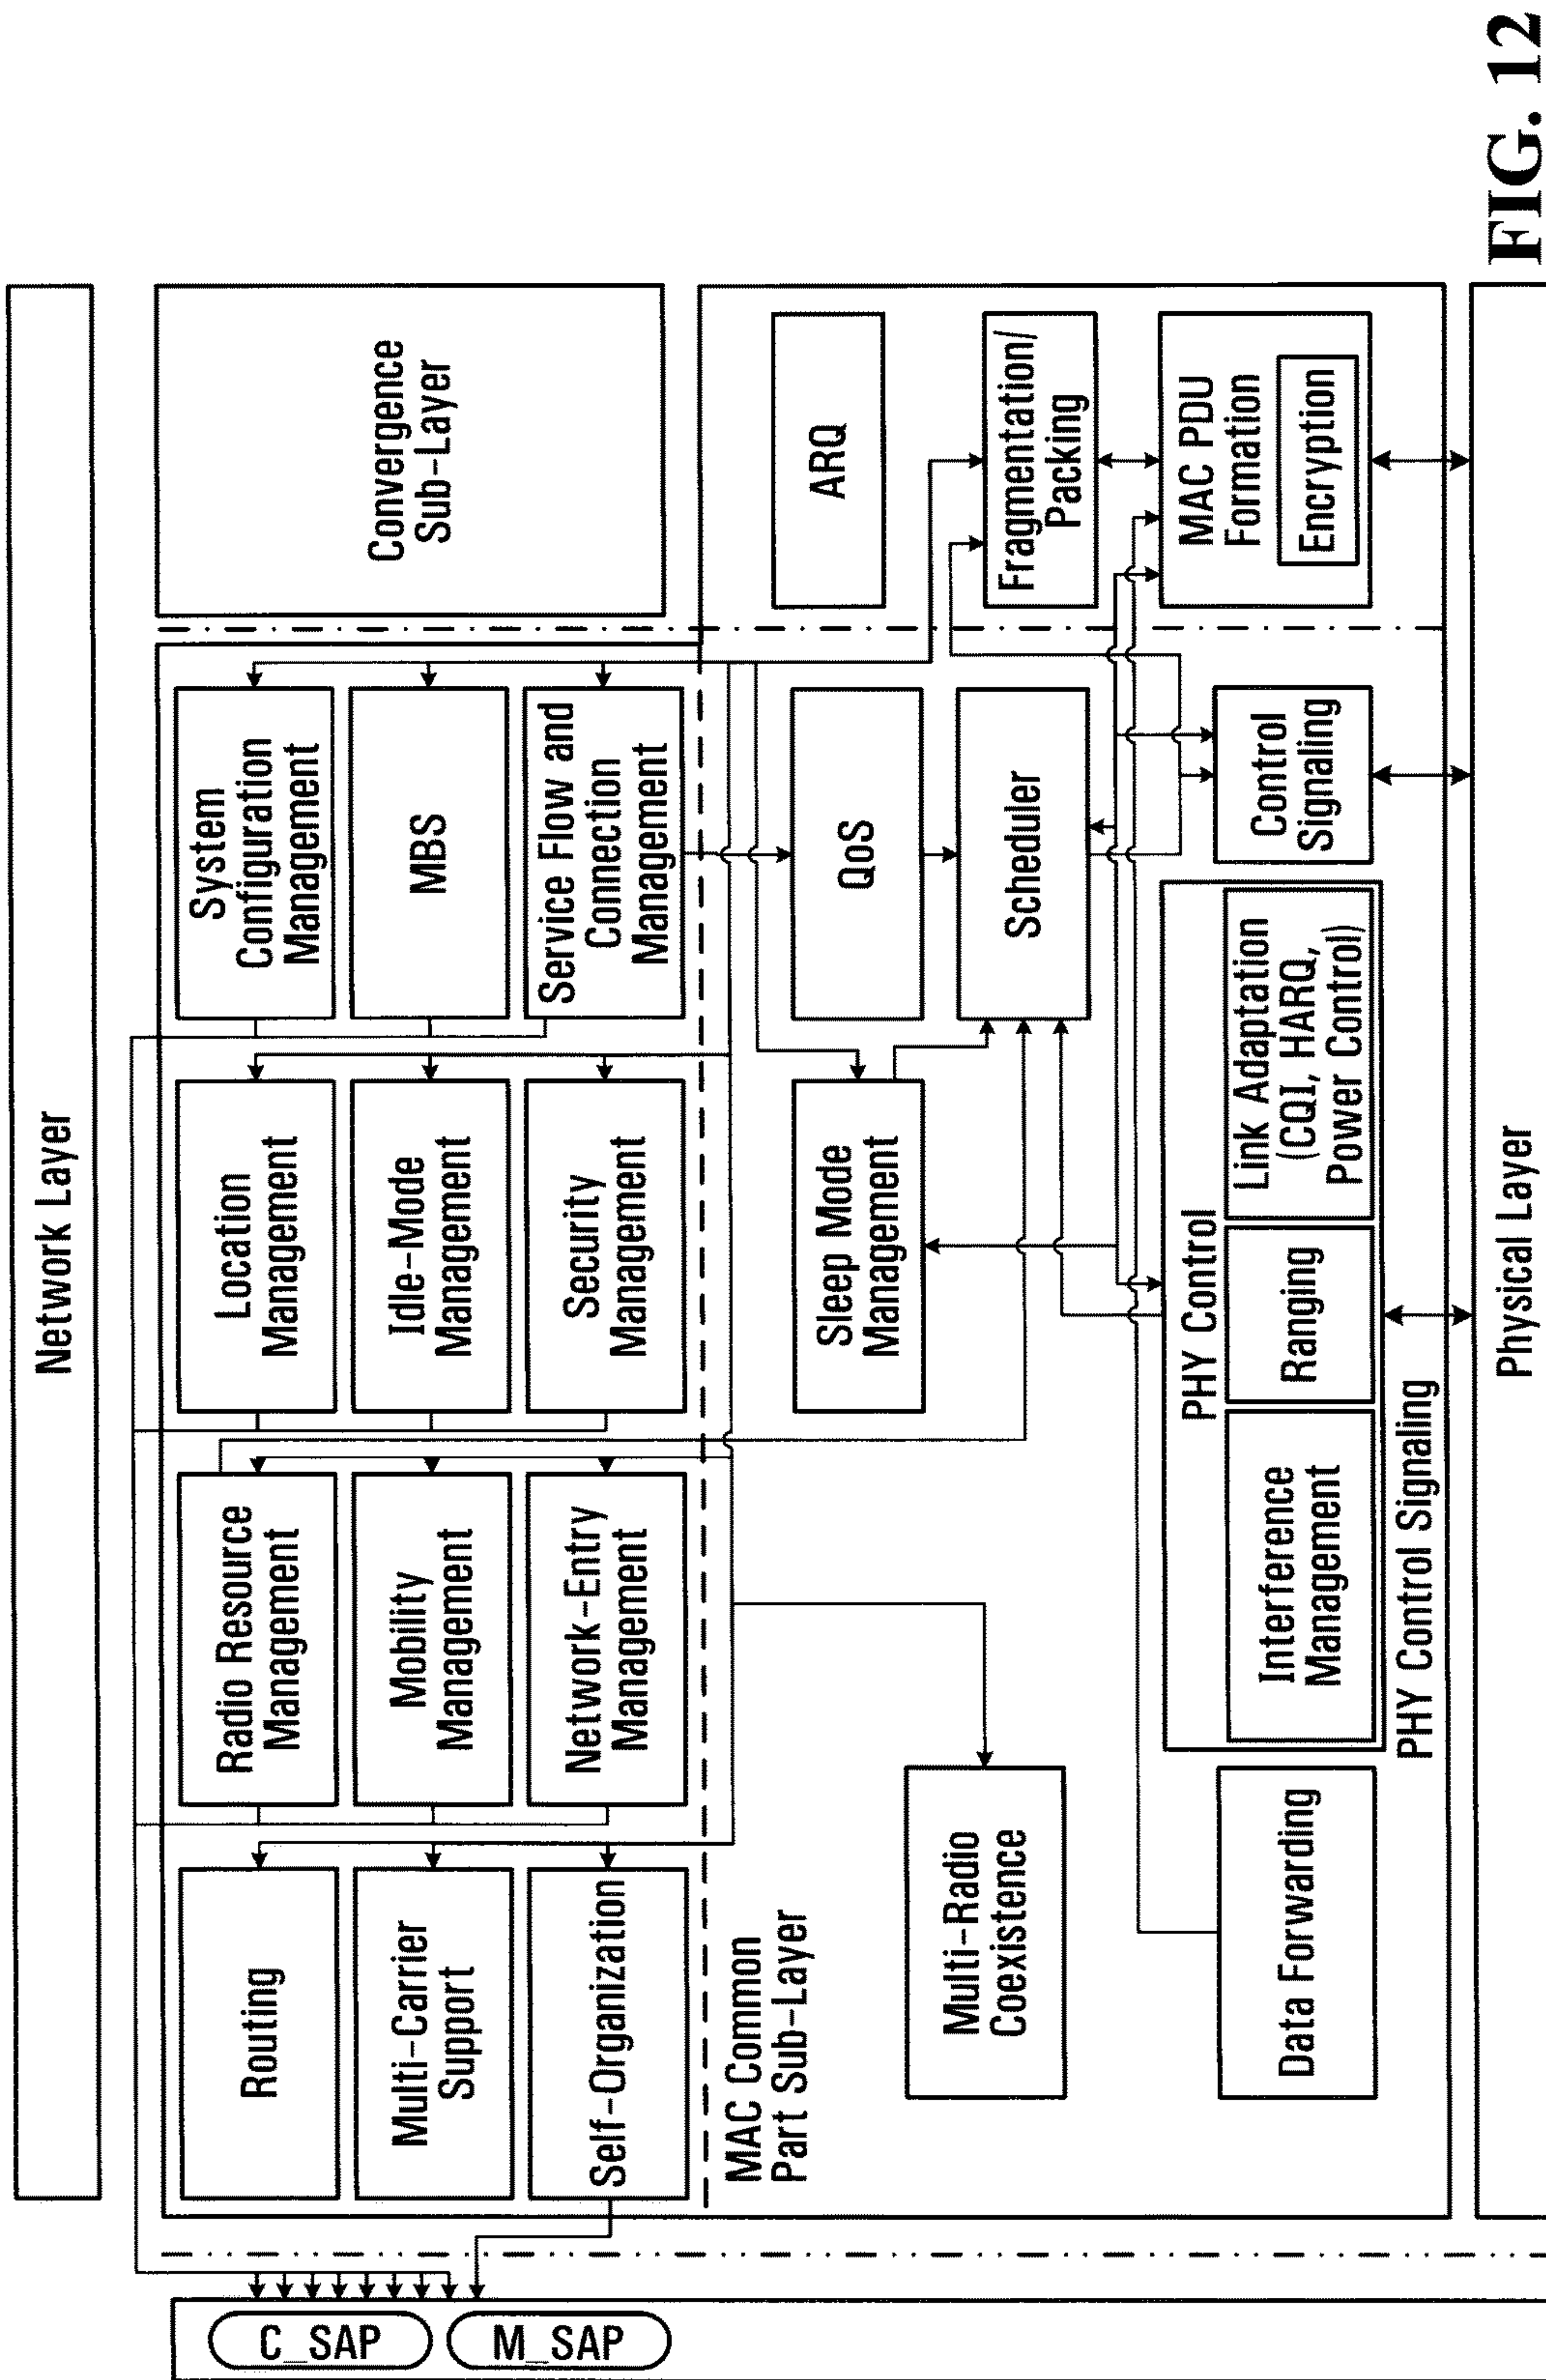 Network Layer
C_SAP
M_SAP
Routing
Radio Resource
Management
Location
Management
System
Configuration
Management
Convergence
Sub-Layer
Multi-Carrier
Support
Mobility
Management
Idle-Mode
Management
MBS
Self-Organization
Network-Entry
Management
Security
Management
Service Flow and
Connection
Management
MAC Common
Part Sub-Layer
Multi-Radio
Coexistence
Sleep Mode
Management
QoS
Scheduler
ARQ
Fragmentation/
Packing
Data Forwarding
PHY Control
Interference
Management
Ranging
Link Adaptation
(CQI, HARQ,
Power Control)
Control
Signaling
MAC PDU
Formation
Encryption
PHY Control Signaling
Physical Layer
FIG. 12